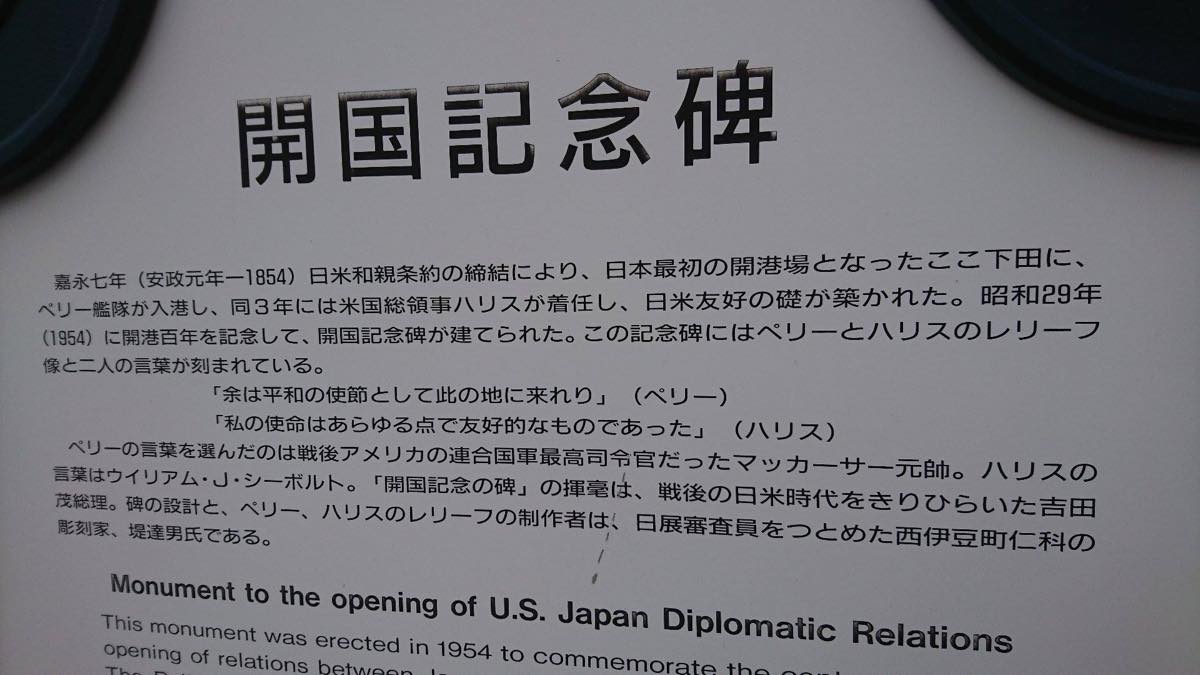 開国記念碑
嘉永七年（安政元年ー1854）日米和親条約の締結により、日本最初の開港場となったここ下田に、
ペリー艦隊が入港し、同３年には米国総領事ハリスが着任し、日米友好の礎が築かれた。昭和29年
(1954) に開港百年を記念して、開国記念碑が建てられた。この記念碑にはペリーとハリスのレリーフ
像と二人の言葉が刻まれている。
「余は平和の使節として此の地に来れり」（ペリー）
「私の使命はあらゆる点で友好的なものであった」（ハリス）
ペリーの言葉を選んだのは戦後アメリカの連合国軍最高司令官だったマッカーサー元帥。ハリスの
言葉はウイリアム・J・シーボルト。「開国記念の碑」の揮毫は、戦後の日米時代をきりひらいた吉田
茂総理。碑の設計と、ペリー、ハリスのレリーフの制作者は、日展審査員をつとめた西伊豆町仁科の
彫刻家、堤達男氏である。
Monument to the opening of U.S. Japan Diplomatic Relations
This monument was erected in 1954 to commemorate the
opening of relations between
The